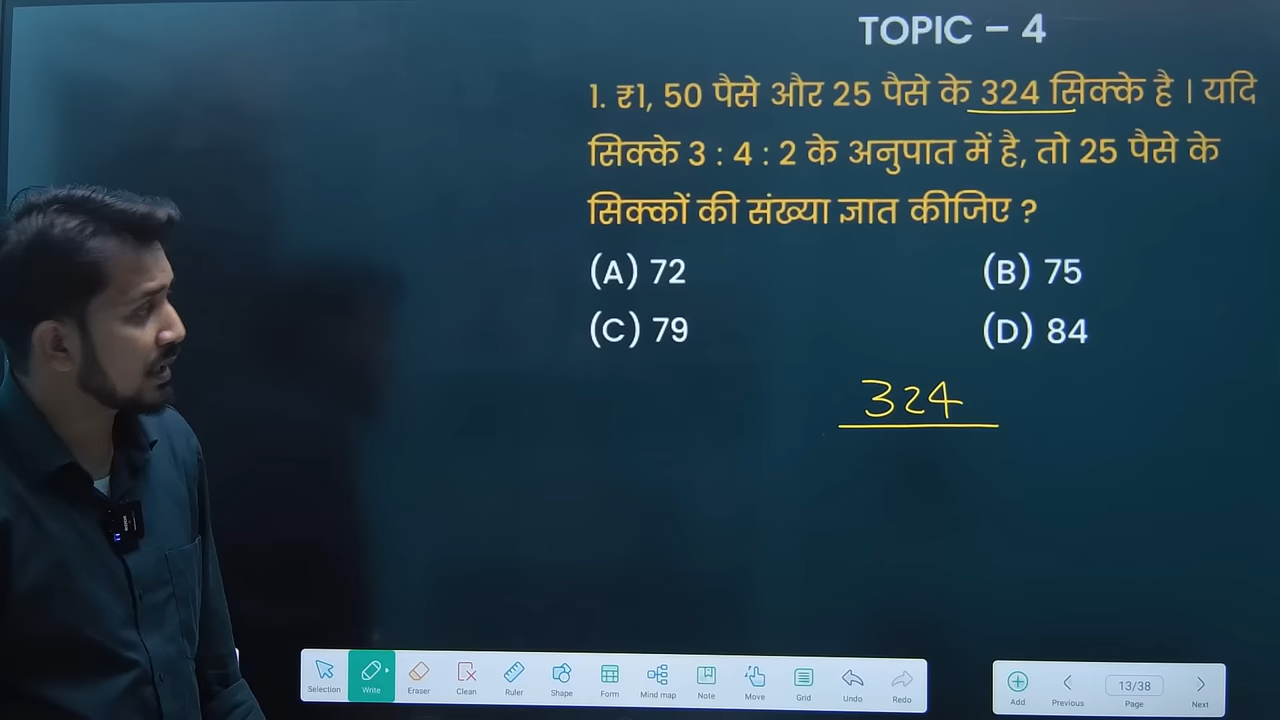 TOPIC – 4
1. ₹1, 50 पैसे और 25 पैसे के 324 सिक्के है । यदि
सिक्के 3 : 4 : 2 के अनुपात में है, तो 25 पैसे के
सिक्कों की संख्या ज्ञात कीजिए ?
(A) 72 (B) 75
(C) 79 (D) 84
324
Selection Write Eraser Clean Ruler Shape Form Mind map Note Move Grid Undo Redo
Add Previous 13/38 Page Next